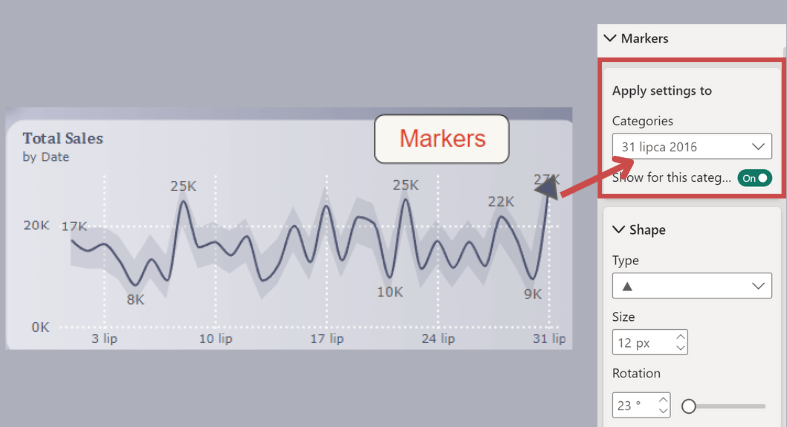 Total Sales
by Date
Markers
25K
25K
27K
22K
20K
17K
8K
10K
9K
0K
3 lip
10 lip
17 lip
24 lip
31 lip
Markers
Apply settings to
Categories
31 lipca 2016
Show for this categ... On
Shape
Type
Size
12 px
Rotation
23 °